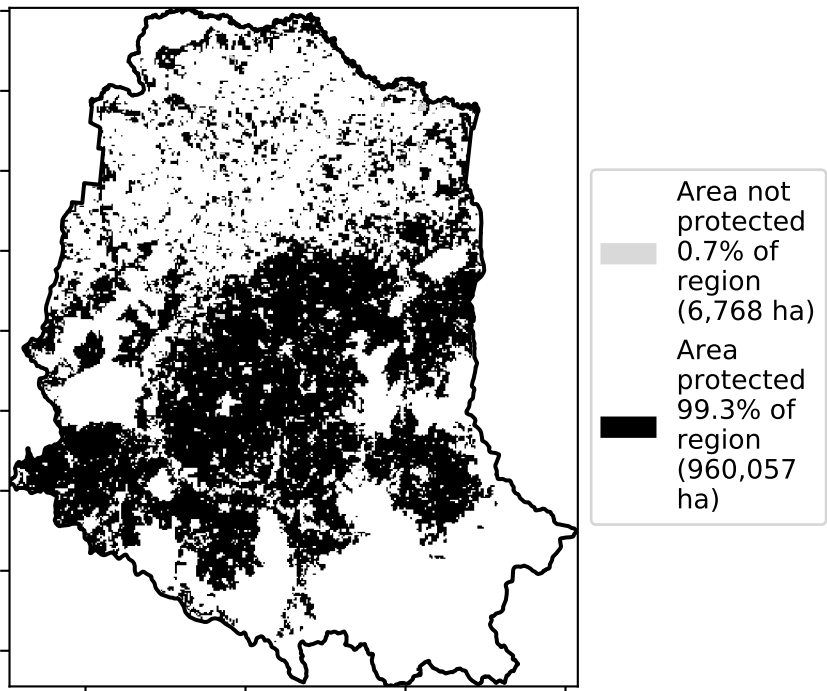 Area not
protected
0.7% of
region
(6,768 ha)
Area
protected
99.3% of
region
(960,057
ha)